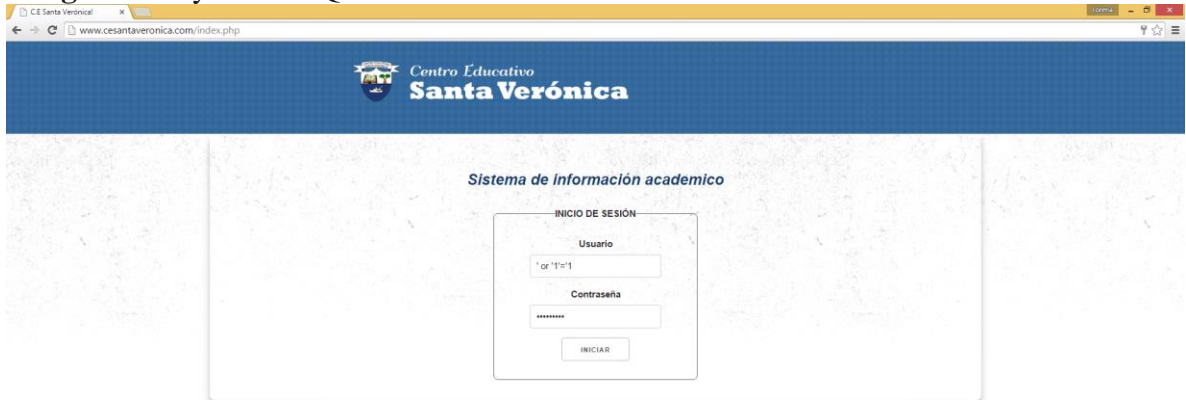 C.E Santa Verónica!
www.cesantaveronica.com/index.php
Centro Educativo
Santa Verónica
Sistema de información academico
INICIO DE SESIÓN
Usuario
' or '1'='1
Contraseña
•••••••••
INICIAR